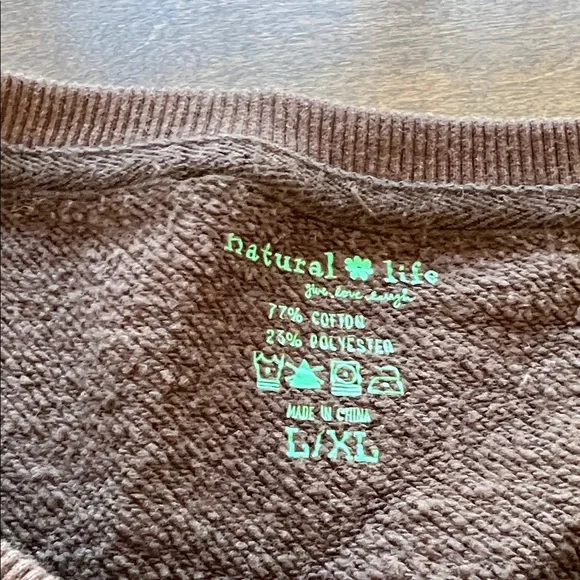 natural life
give. love. laugh.
77% COTTON
23% POLYESTER
MADE IN CHINA
L/XL